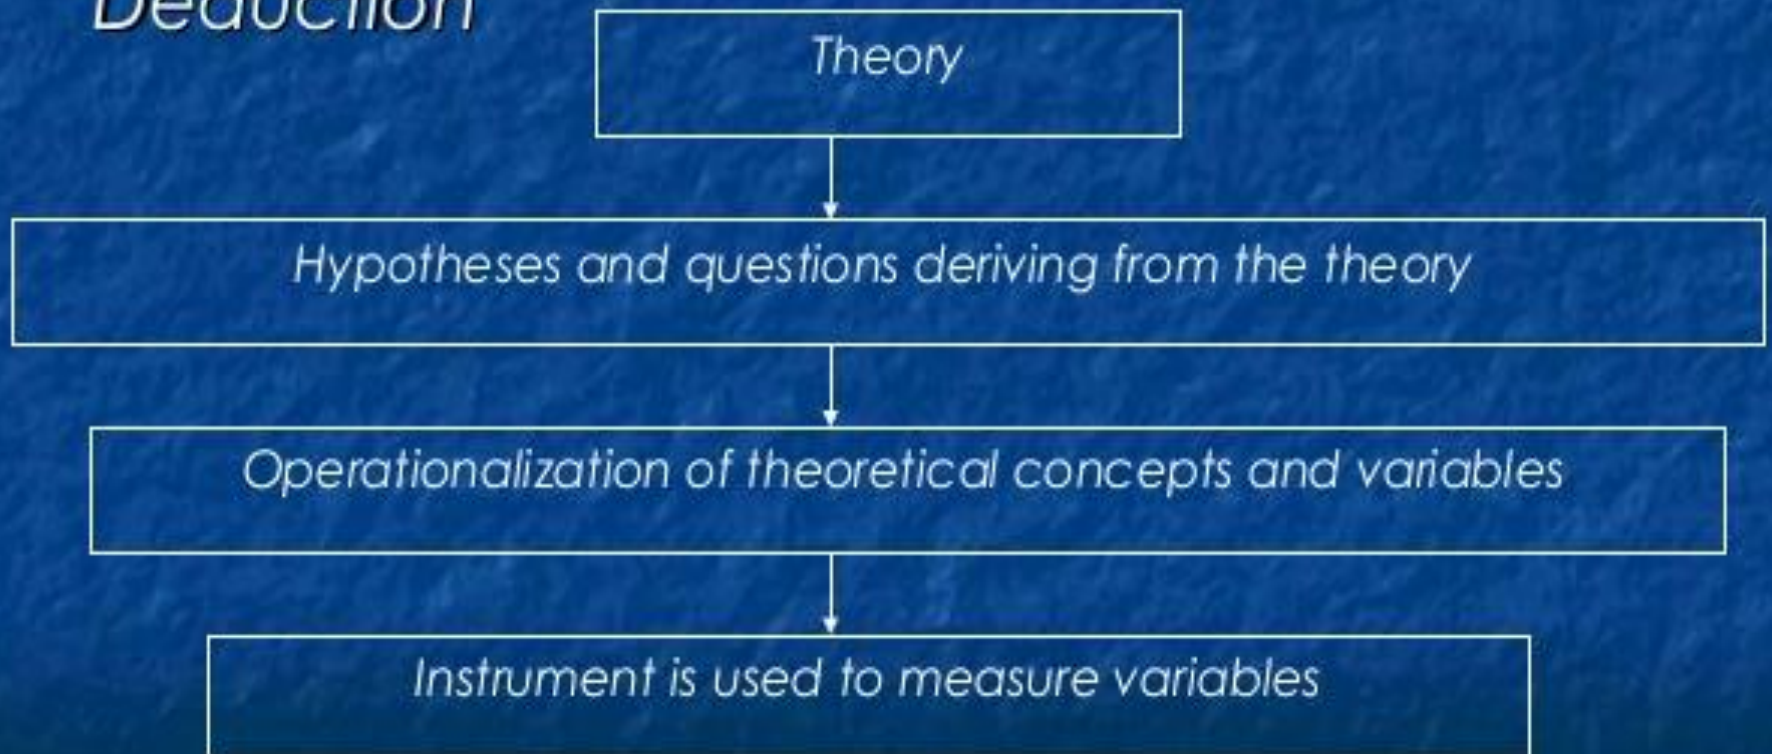 Deduction
Theory
Hypotheses and questions deriving from the theory
Operationalization of theoretical concepts and variables
Instrument is used to measure variables